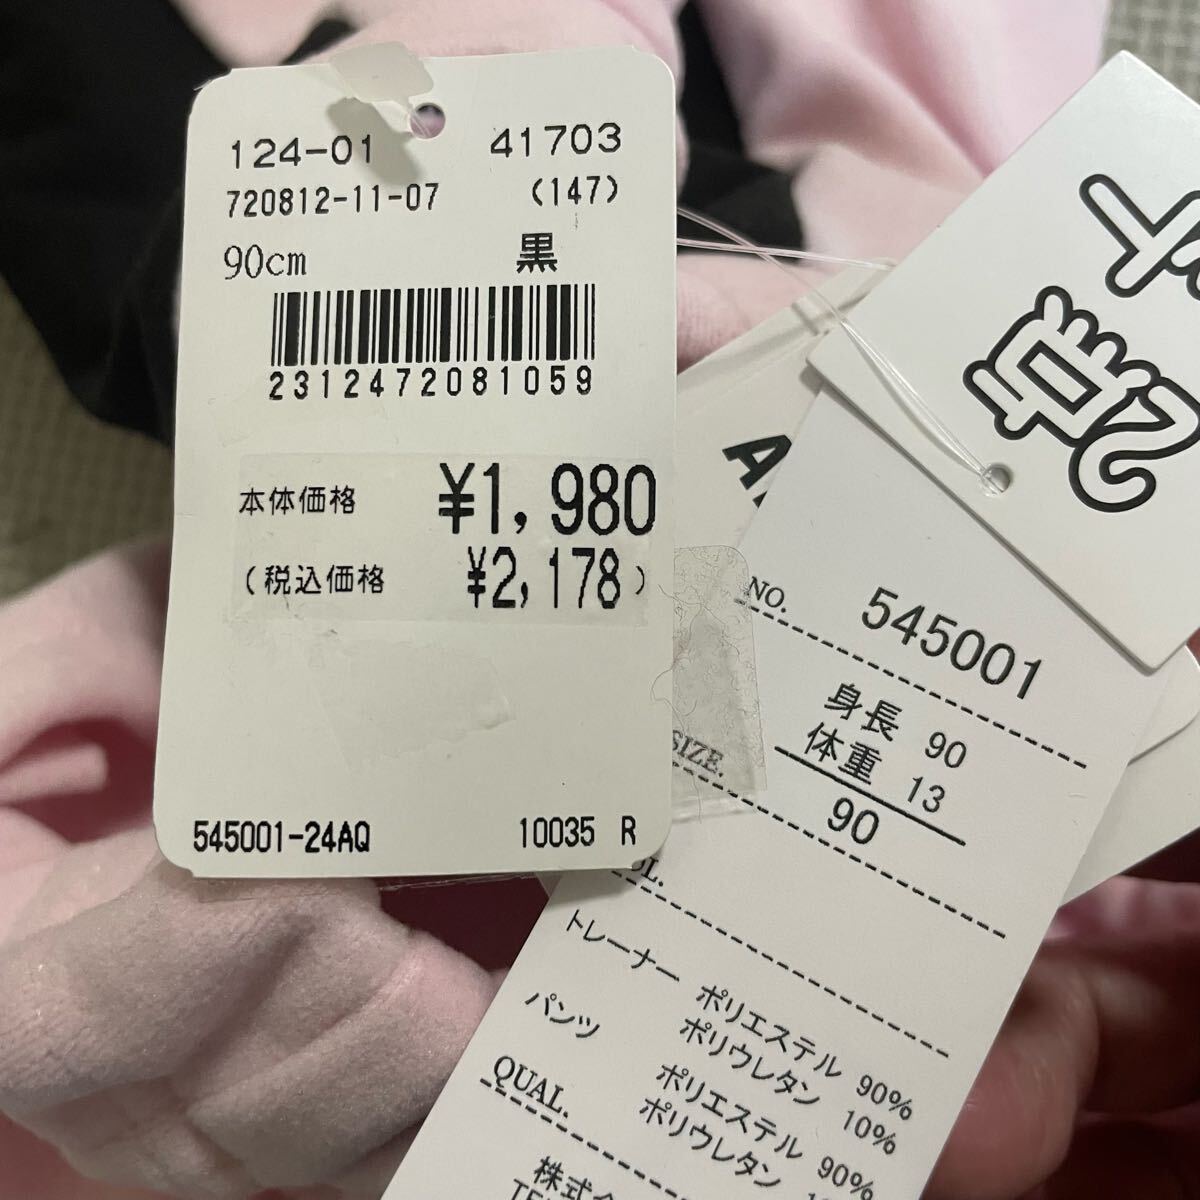 124-01 41703
720812-11-07 (147)
90cm 黒
2312472081059
本体価格 ¥1,980
(税込価格 ¥2,178)
545001-24AQ 10035 R
NO. 545001
身長 90
体重 13
SIZE. 90
トレーナー ポリエステル 90%
ポリウレタン 10%
パンツ ポリエステル 90%
ポリウレタン
QUAL.
株式